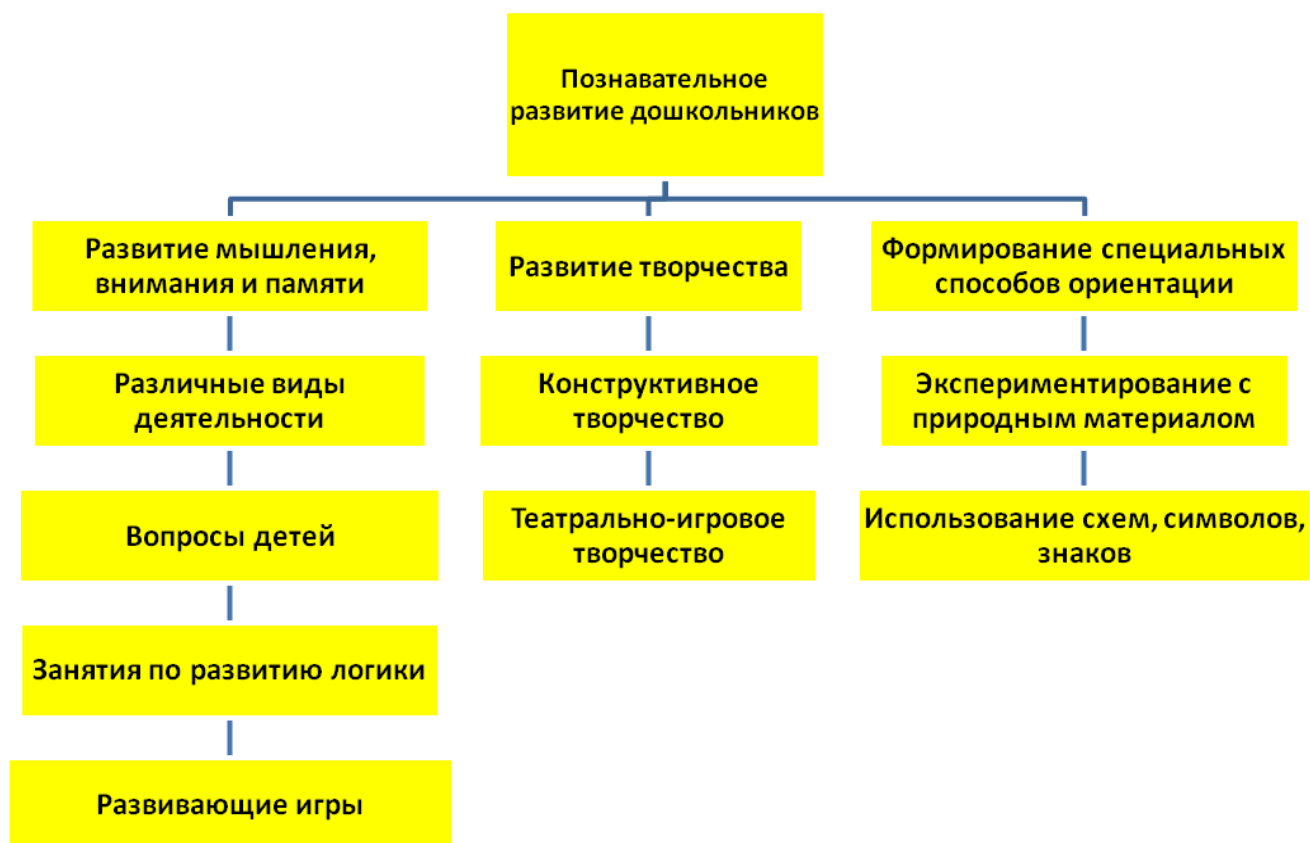 Познавательное
развитие дошкольников
Развитие мышления,
внимания и памяти
Различные виды
деятельности
Вопросы детей
Занятия по развитию логики
Развивающие игры
Развитие творчества
Конструктивное
творчество
Театрально-игровое
творчество
Формирование специальных
способов ориентации
Экспериментирование с
природным материалом
Использование схем, символов,
знаков